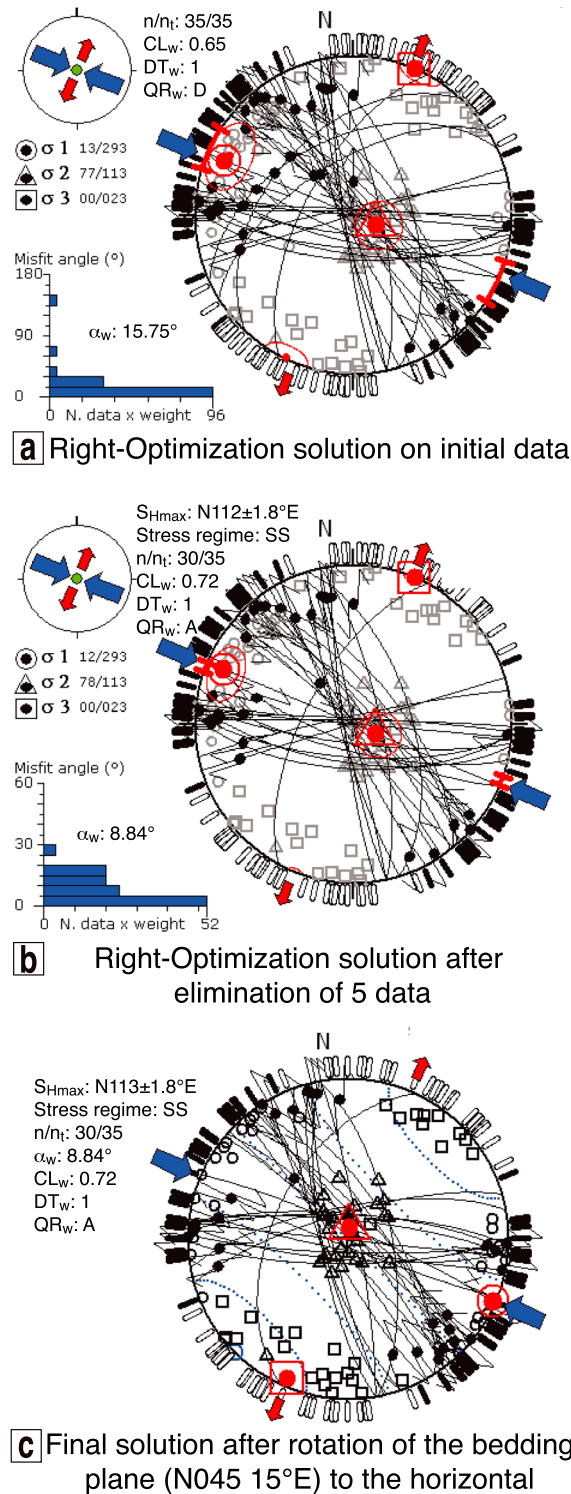 N
n/nt: 35/35
CLw: 0.65
DTw: 1
QRw: D
σ 1 13/293
σ 2 77/113
σ 3 00/023
Misfit angle (°)
180
90
0
αw: 15.75°
0 N. data x weight 96
a Right-Optimization solution on initial data
SHmax: N112±1.8°E
Stress regime: SS
n/nt: 30/35
CLw: 0.72
DTw: 1
QRw: A
N
σ 1 12/293
σ 2 78/113
σ 3 00/023
Misfit angle (°)
60
30
0
αw: 8.84°
0 N. data x weight 52
b Right-Optimization solution after
elimination of 5 data
N
SHmax: N113±1.8°E
Stress regime: SS
n/nt: 30/35
αw: 8.84°
CLw: 0.72
DTw: 1
QRw: A
c Final solution after rotation of the bedding
plane (N045 15°E) to the horizontal